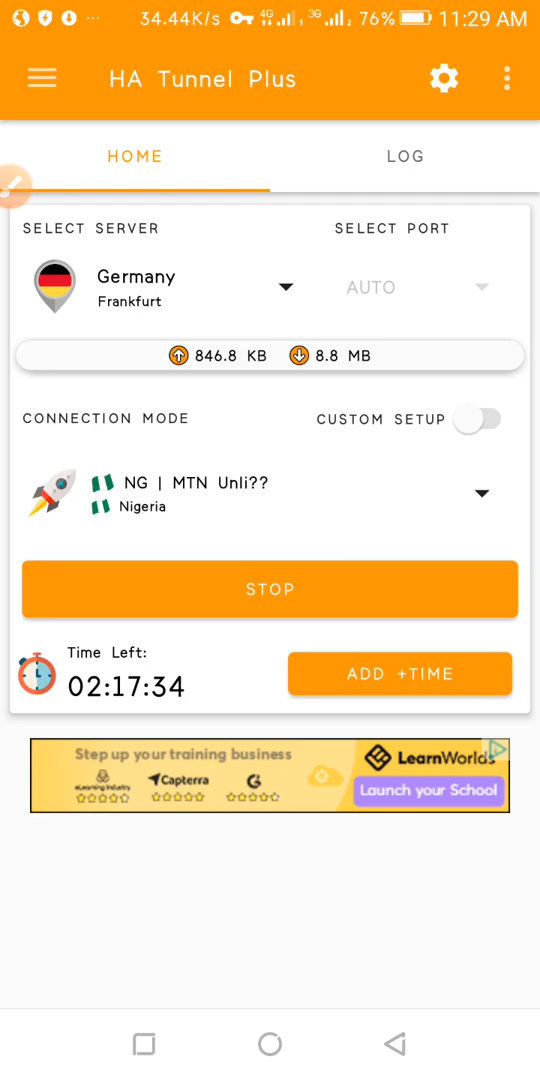 34.44K/s 4G 1 3G 2 76% 11:29 AM
HA Tunnel Plus
HOME LOG
SELECT SERVER SELECT PORT
Germany
Frankfurt
AUTO
846.8 KB 8.8 MB
CONNECTION MODE CUSTOM SETUP
NG | MTN Unli??
Nigeria
STOP
Time Left:
02:17:34
ADD +TIME
Step up your training business
eLearning Industry Capterra G
LearnWorlds
Launch your School